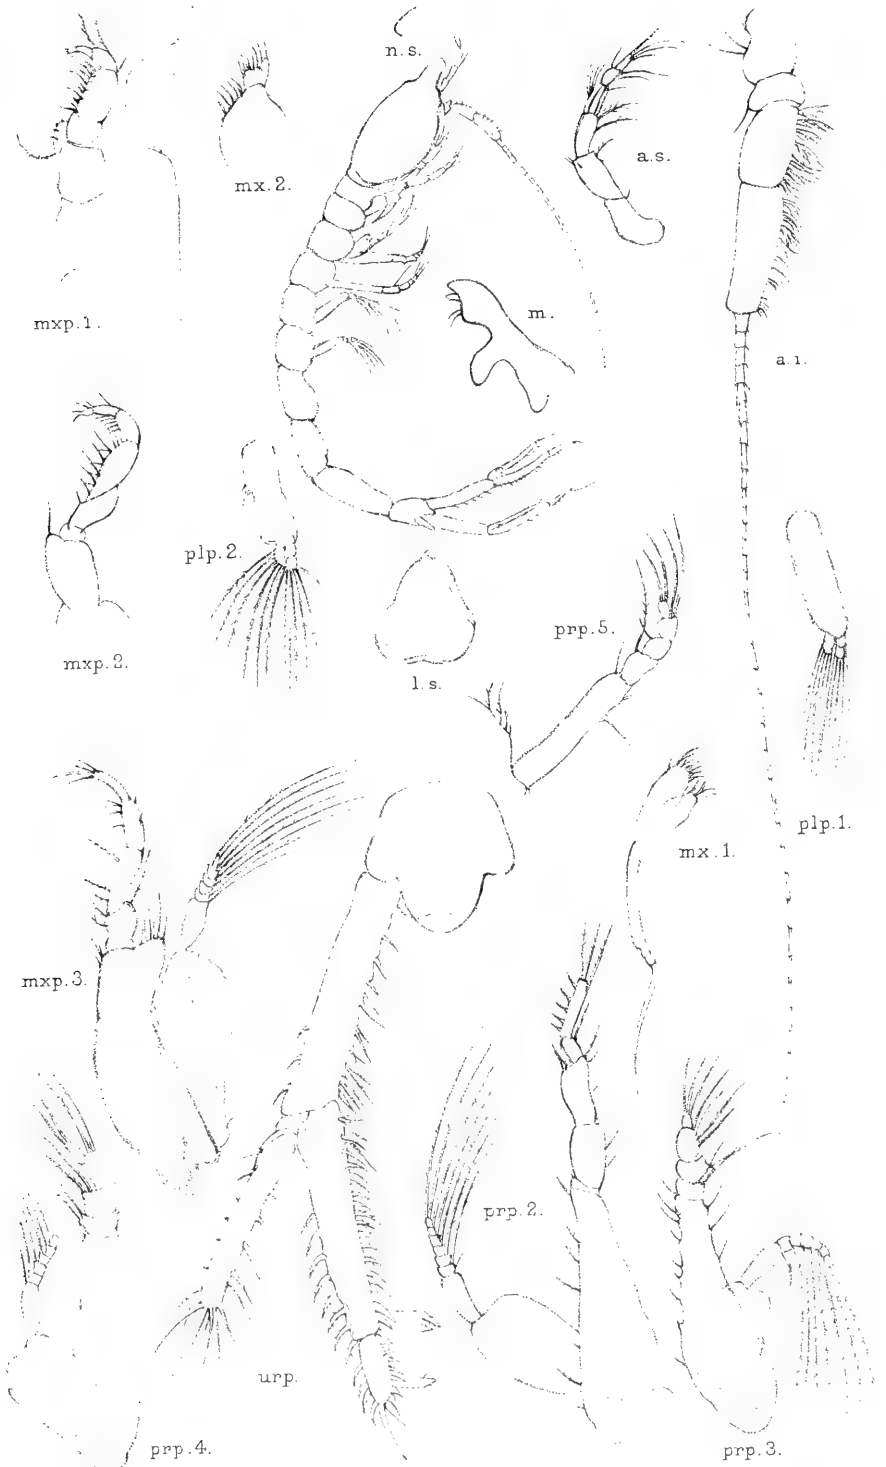 n.s.
a.s.
mx.2.
m.
mxp.1.
a.i.
plp.2.
prp.5.
mxp.2.
l.s.
plp.1.
mx.1.
mxp.3.
prp.2.
urp.
prp.4.
prp.3.